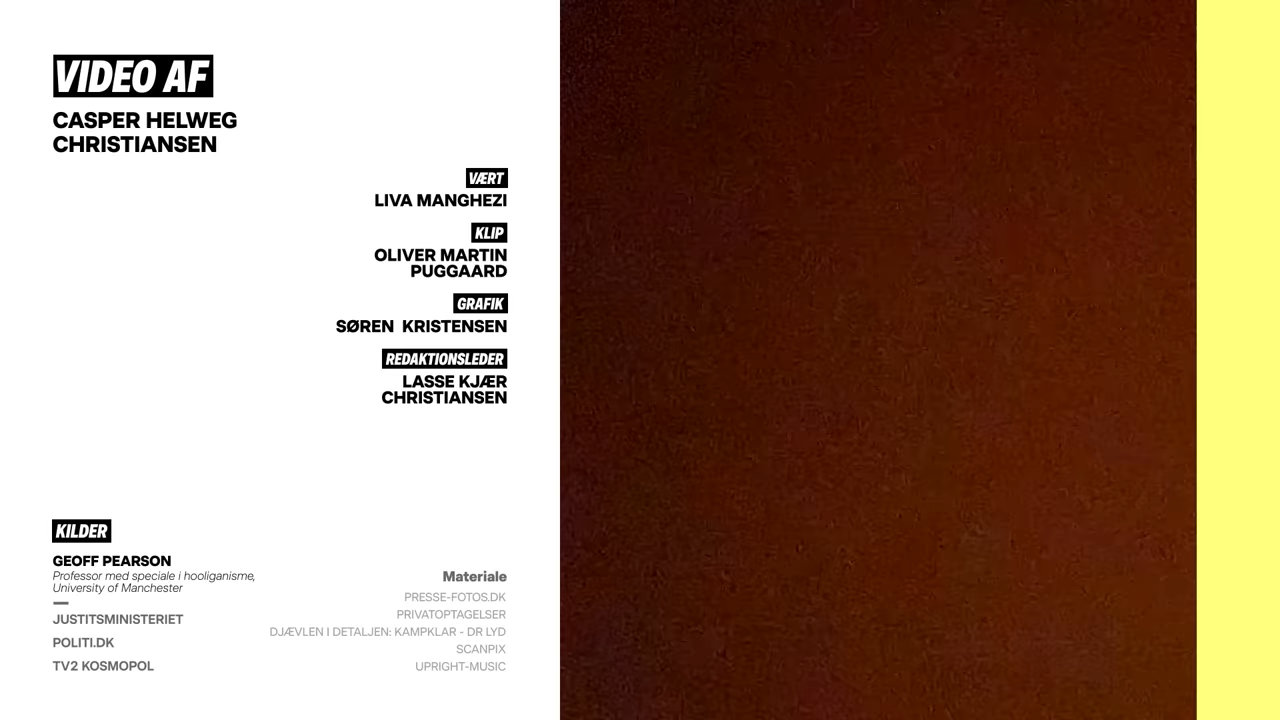 VIDEO AF
CASPER HELWEG
CHRISTIANSEN
VÆRT
LIVA MANGHEZI
KLIP
OLIVER MARTIN
PUGGAARD
GRAFIK
SØREN KRISTENSEN
REDAKTIONSLEDER
LASSE KJÆR
CHRISTIANSEN
KILDER
GEOFF PEARSON
Professor med speciale i hooliganisme,
University of Manchester
JUSTITSMINISTERIET
POLITI.DK
TV2 KOSMOPOL
Materiale
PRESSE-FOTOS.DK
PRIVATOPTAGELSER
DJÆVLEN I DETALJEN: KAMPKLAR - DR LYD
SCANPIX
UPRIGHT-MUSIC